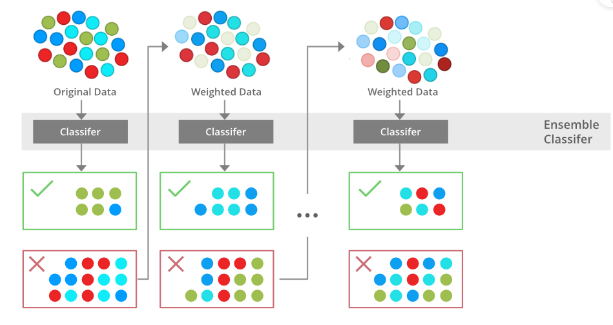 Original Data
Weighted Data
Weighted Data
Classifer
Classifer
Classifer
Ensemble
Classifer
...